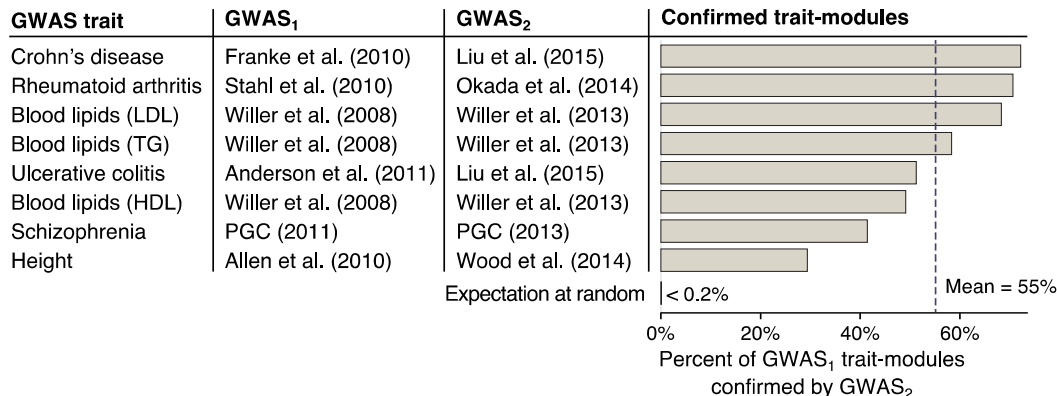 GWAS trait GWAS₁ GWAS₂ Confirmed trait-modules
Crohn's disease Franke et al. (2010) Liu et al. (2015)
Rheumatoid arthritis Stahl et al. (2010) Okada et al. (2014)
Blood lipids (LDL) Willer et al. (2008) Willer et al. (2013)
Blood lipids (TG) Willer et al. (2008) Willer et al. (2013)
Ulcerative colitis Anderson et al. (2011) Liu et al. (2015)
Blood lipids (HDL) Willer et al. (2008) Willer et al. (2013)
Schizophrenia PGC (2011) PGC (2013)
Height Allen et al. (2010) Wood et al. (2014)
Expectation at random < 0.2% Mean = 55%
0% 20% 40% 60%
Percent of GWAS₁ trait-modules
confirmed by GWAS₂